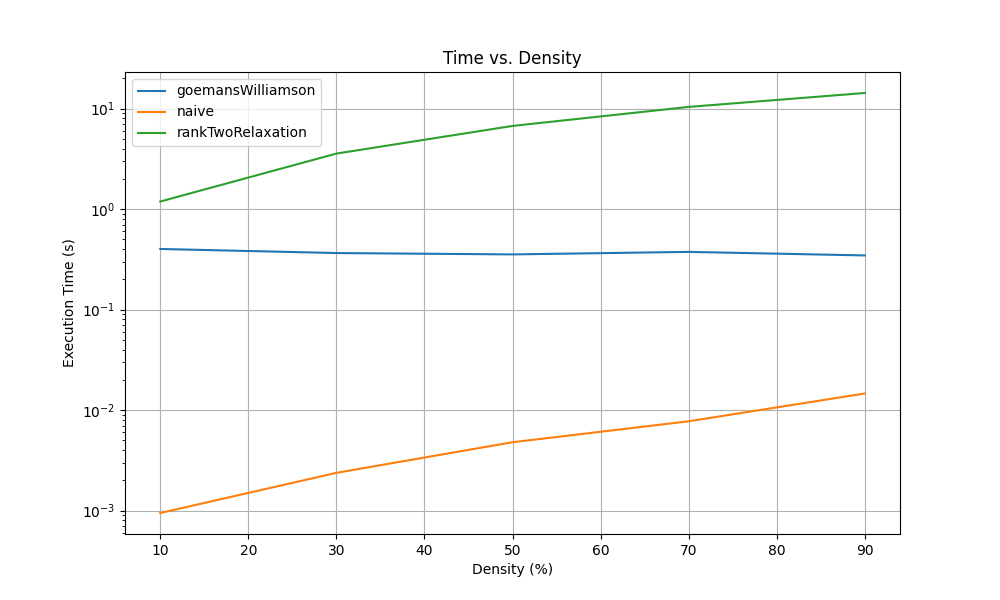 Time vs. Density
goemansWilliamson
naive
rankTwoRelaxation
Execution Time (s)
10¹
10⁰
10⁻¹
10⁻²
10⁻³
10 20 30 40 50 60 70 80 90
Density (%)